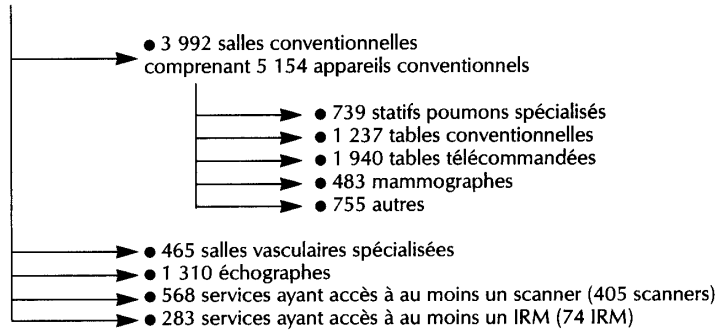 ● 3 992 salles conventionnelles
comprenant 5 154 appareils conventionnels
● 739 statifs poumons spécialisés
● 1 237 tables conventionnelles
● 1 940 tables télécommandées
● 483 mammographes
● 755 autres
● 465 salles vasculaires spécialisées
● 1 310 échographes
● 568 services ayant accès à au moins un scanner (405 scanners)
● 283 services ayant accès à au moins un IRM (74 IRM)